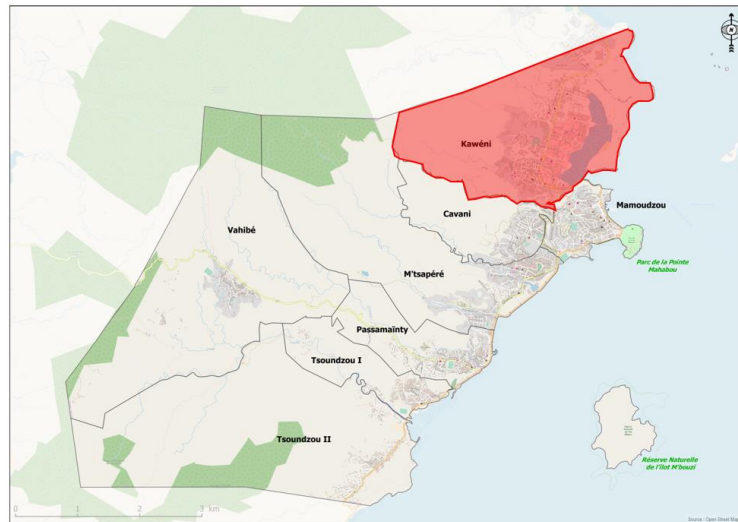 N
Kawéni
Mamoudzou
Cavani
Vahibé
Parc de la Pointe
Mahabou
M'tsapéré
Passamaïnty
Tsoundzou I
Tsoundzou II
Réserve Naturelle
de l'îlot M'bouzi
0 1 2 3 km
Source : Open Street Map